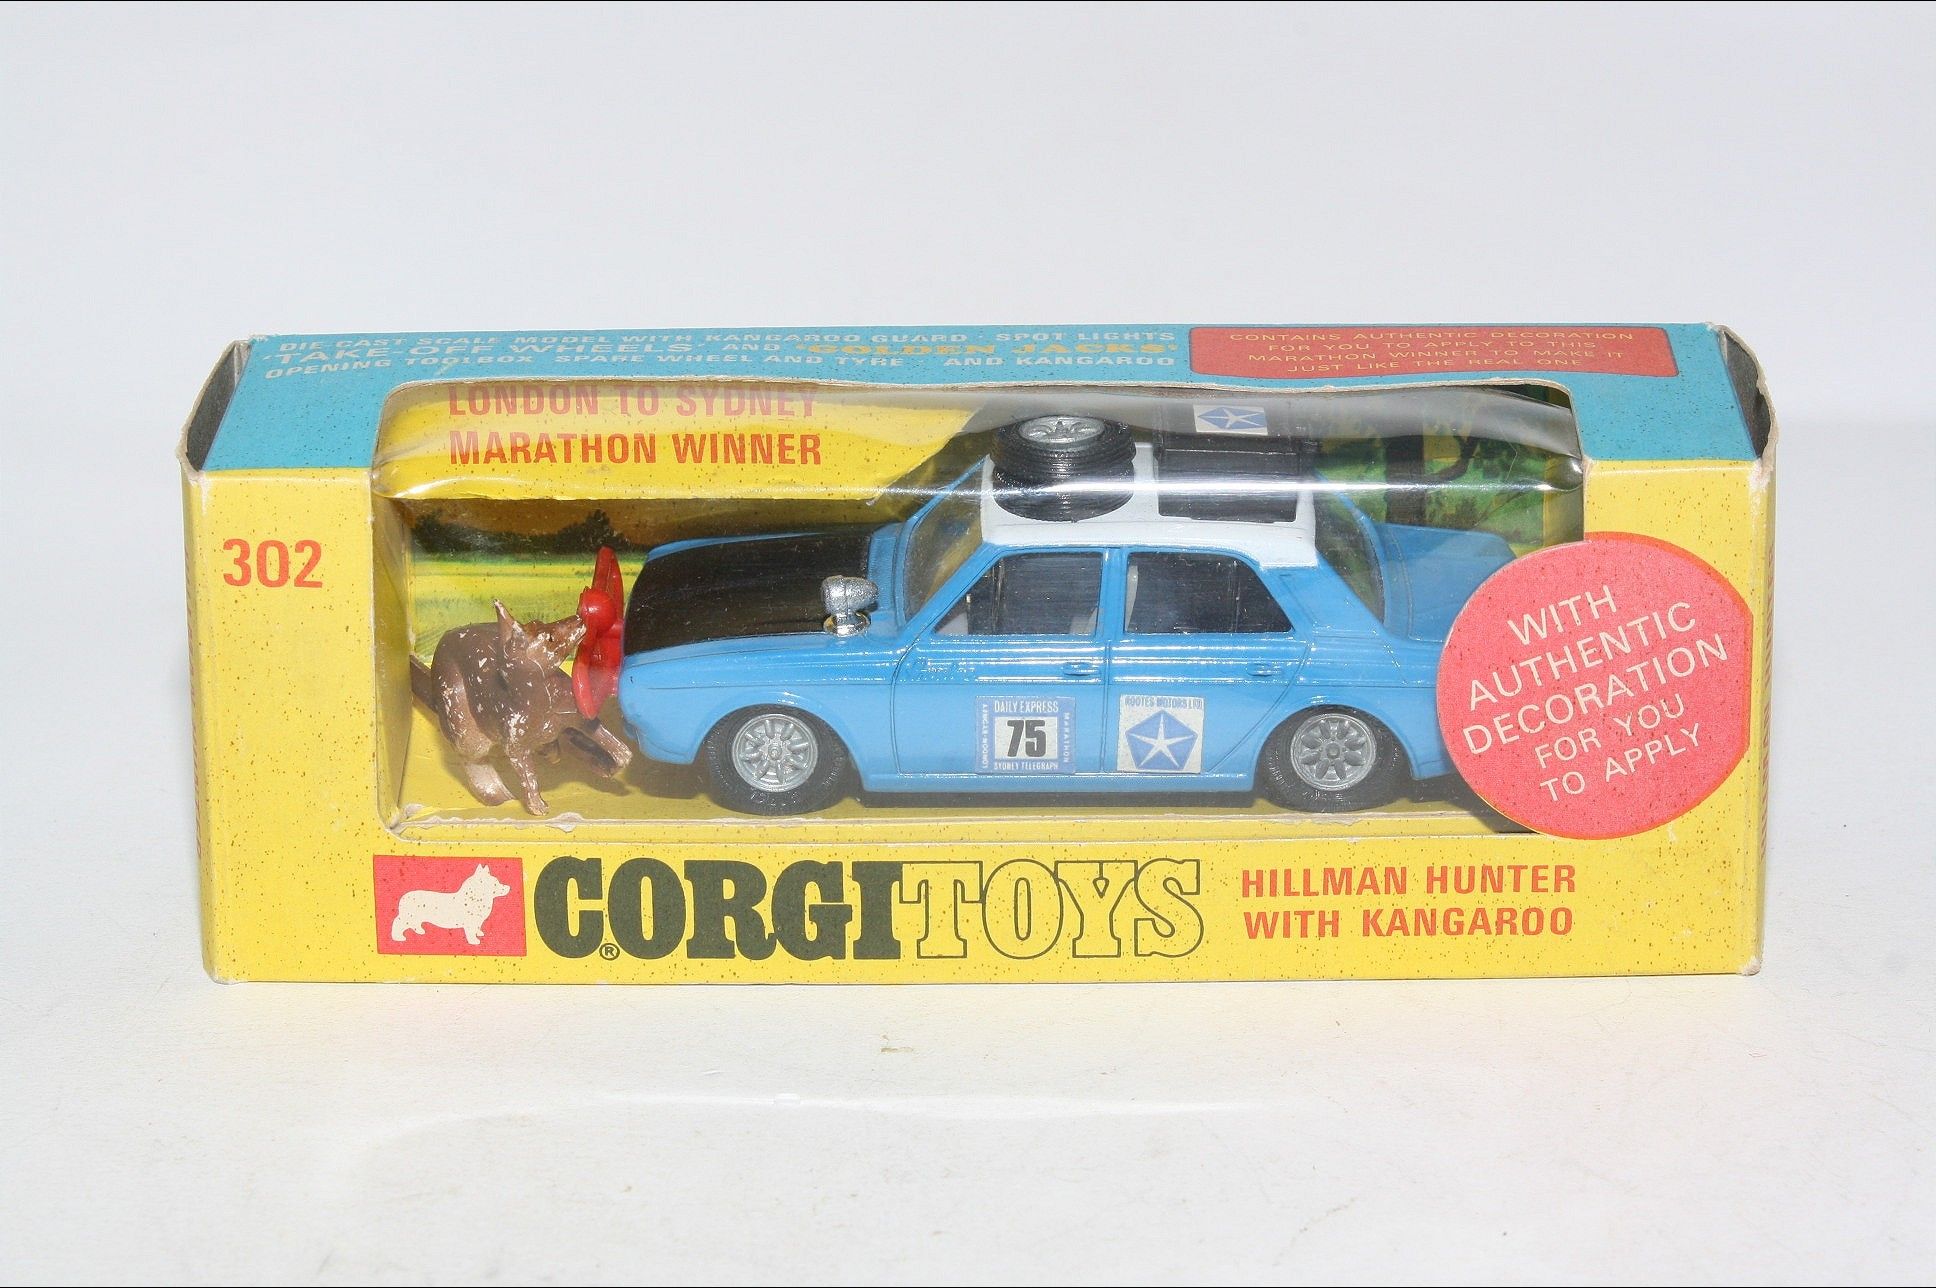 DIE CAST SCALE MODEL WITH KANGAROO GUARD, SPOT LIGHTS
'TAKE-OFF WHEELS' AND 'GOLDEN JACKS'
OPENING TOOLBOX SPARE WHEEL AND TYRE AND KANGAROO
CONTAINS AUTHENTIC DECORATION
FOR YOU TO APPLY TO THIS
MARATHON WINNER TO MAKE IT
JUST LIKE THE REAL ONE
LONDON TO SYDNEY
MARATHON WINNER
302
DAILY EXPRESS
LONDON-SYDNEY
75
MARATHON
SYDNEY TELEGRAPH
ROOTES MOTORS LTD
WITH
AUTHENTIC
DECORATION
FOR YOU
TO APPLY
CORGI TOYS
®
HILLMAN HUNTER
WITH KANGAROO